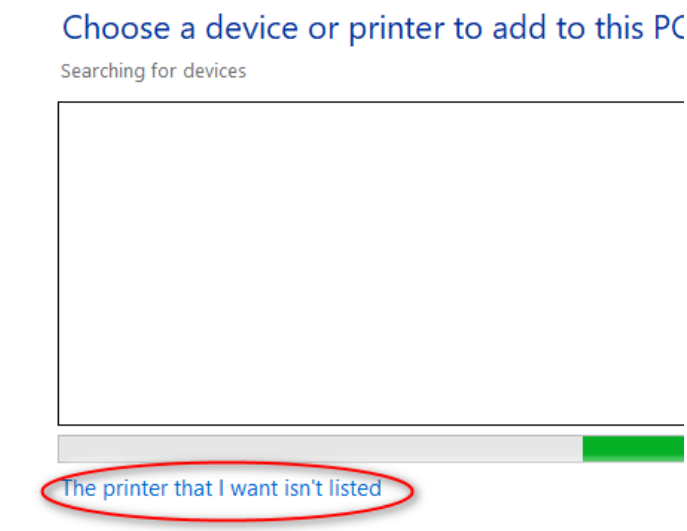 Choose a device or printer to add to this PC
Searching for devices
The printer that I want isn't listed